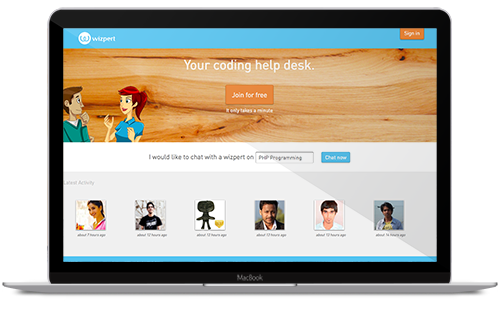 wizpert
Sign in
Your coding help desk.
Join for free
It only takes a minute
I would like to chat with a wizpert on PHP Programming Chat now
Latest Activity
about 7 hours ago about 12 hours ago about 12 hours ago about 13 hours ago about 13 hours ago about 14 hours ago
MacBook